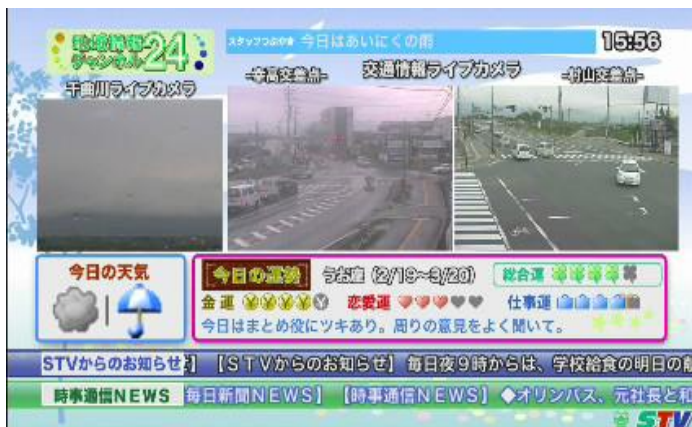 地域情報チャンネル24
スタッフつぶやき 今日はあいにくの雨
15:56
千曲川ライブカメラ
交通情報ライブカメラ
-幸高交差点-
-村山交差点-
今日の天気
今日の運勢 うお座 (2/19~3/20) 総合運
金運 恋愛運 仕事運
今日はまとめ役にツキあり。周りの意見をよく聞いて。
STVからのお知らせ 【STVからのお知らせ】 毎日夜9時からは、学校給食の明日の献
時事通信NEWS 毎日新聞NEWS】 【時事通信NEWS】 ◆オリンパス、元社長と和
STV